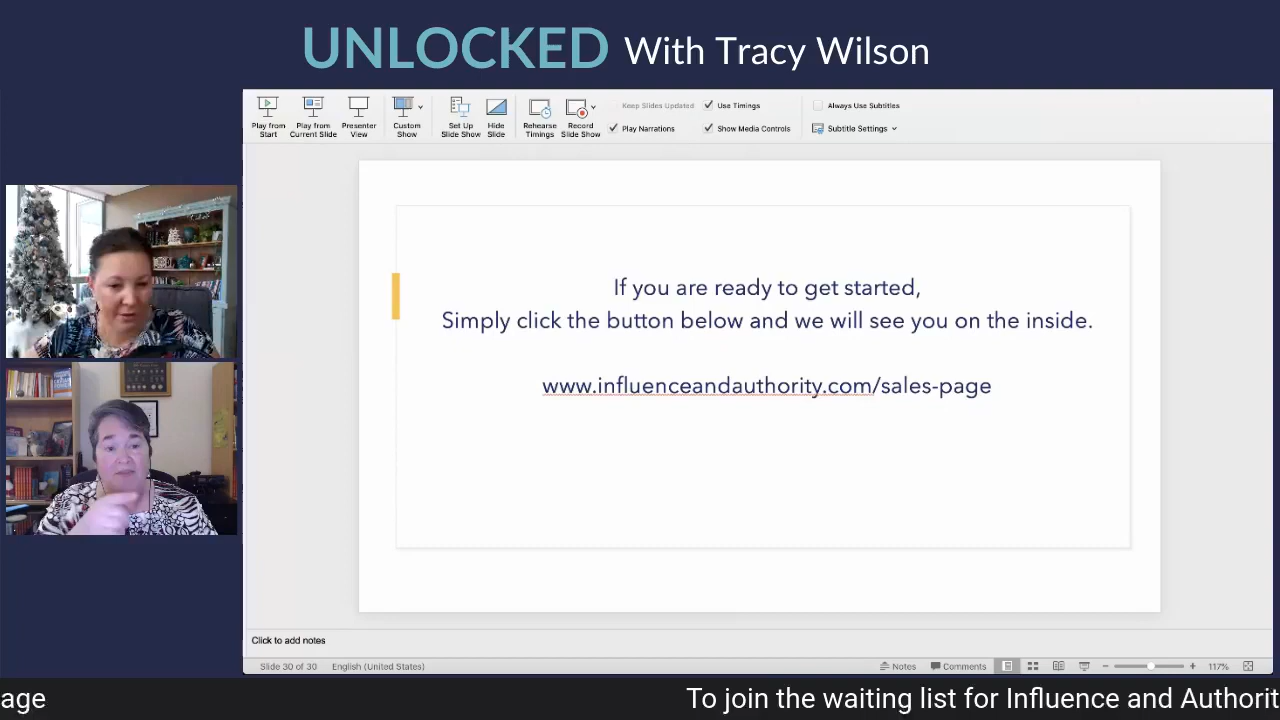 UNLOCKED With Tracy Wilson
Play from Start
Play from Current Slide
Presenter View
Custom Show
Set Up Slide Show
Hide Slide
Rehearse Timings
Record Slide Show
Keep Slides Updated
Use Timings
Play Narrations
Show Media Controls
Always Use Subtitles
Subtitle Settings
If you are ready to get started,
Simply click the button below and we will see you on the inside.
www.influenceandauthority.com/sales-page
Click to add notes
Slide 30 of 30 English (United States) Notes Comments 117%
age To join the waiting list for Influence and Authorit